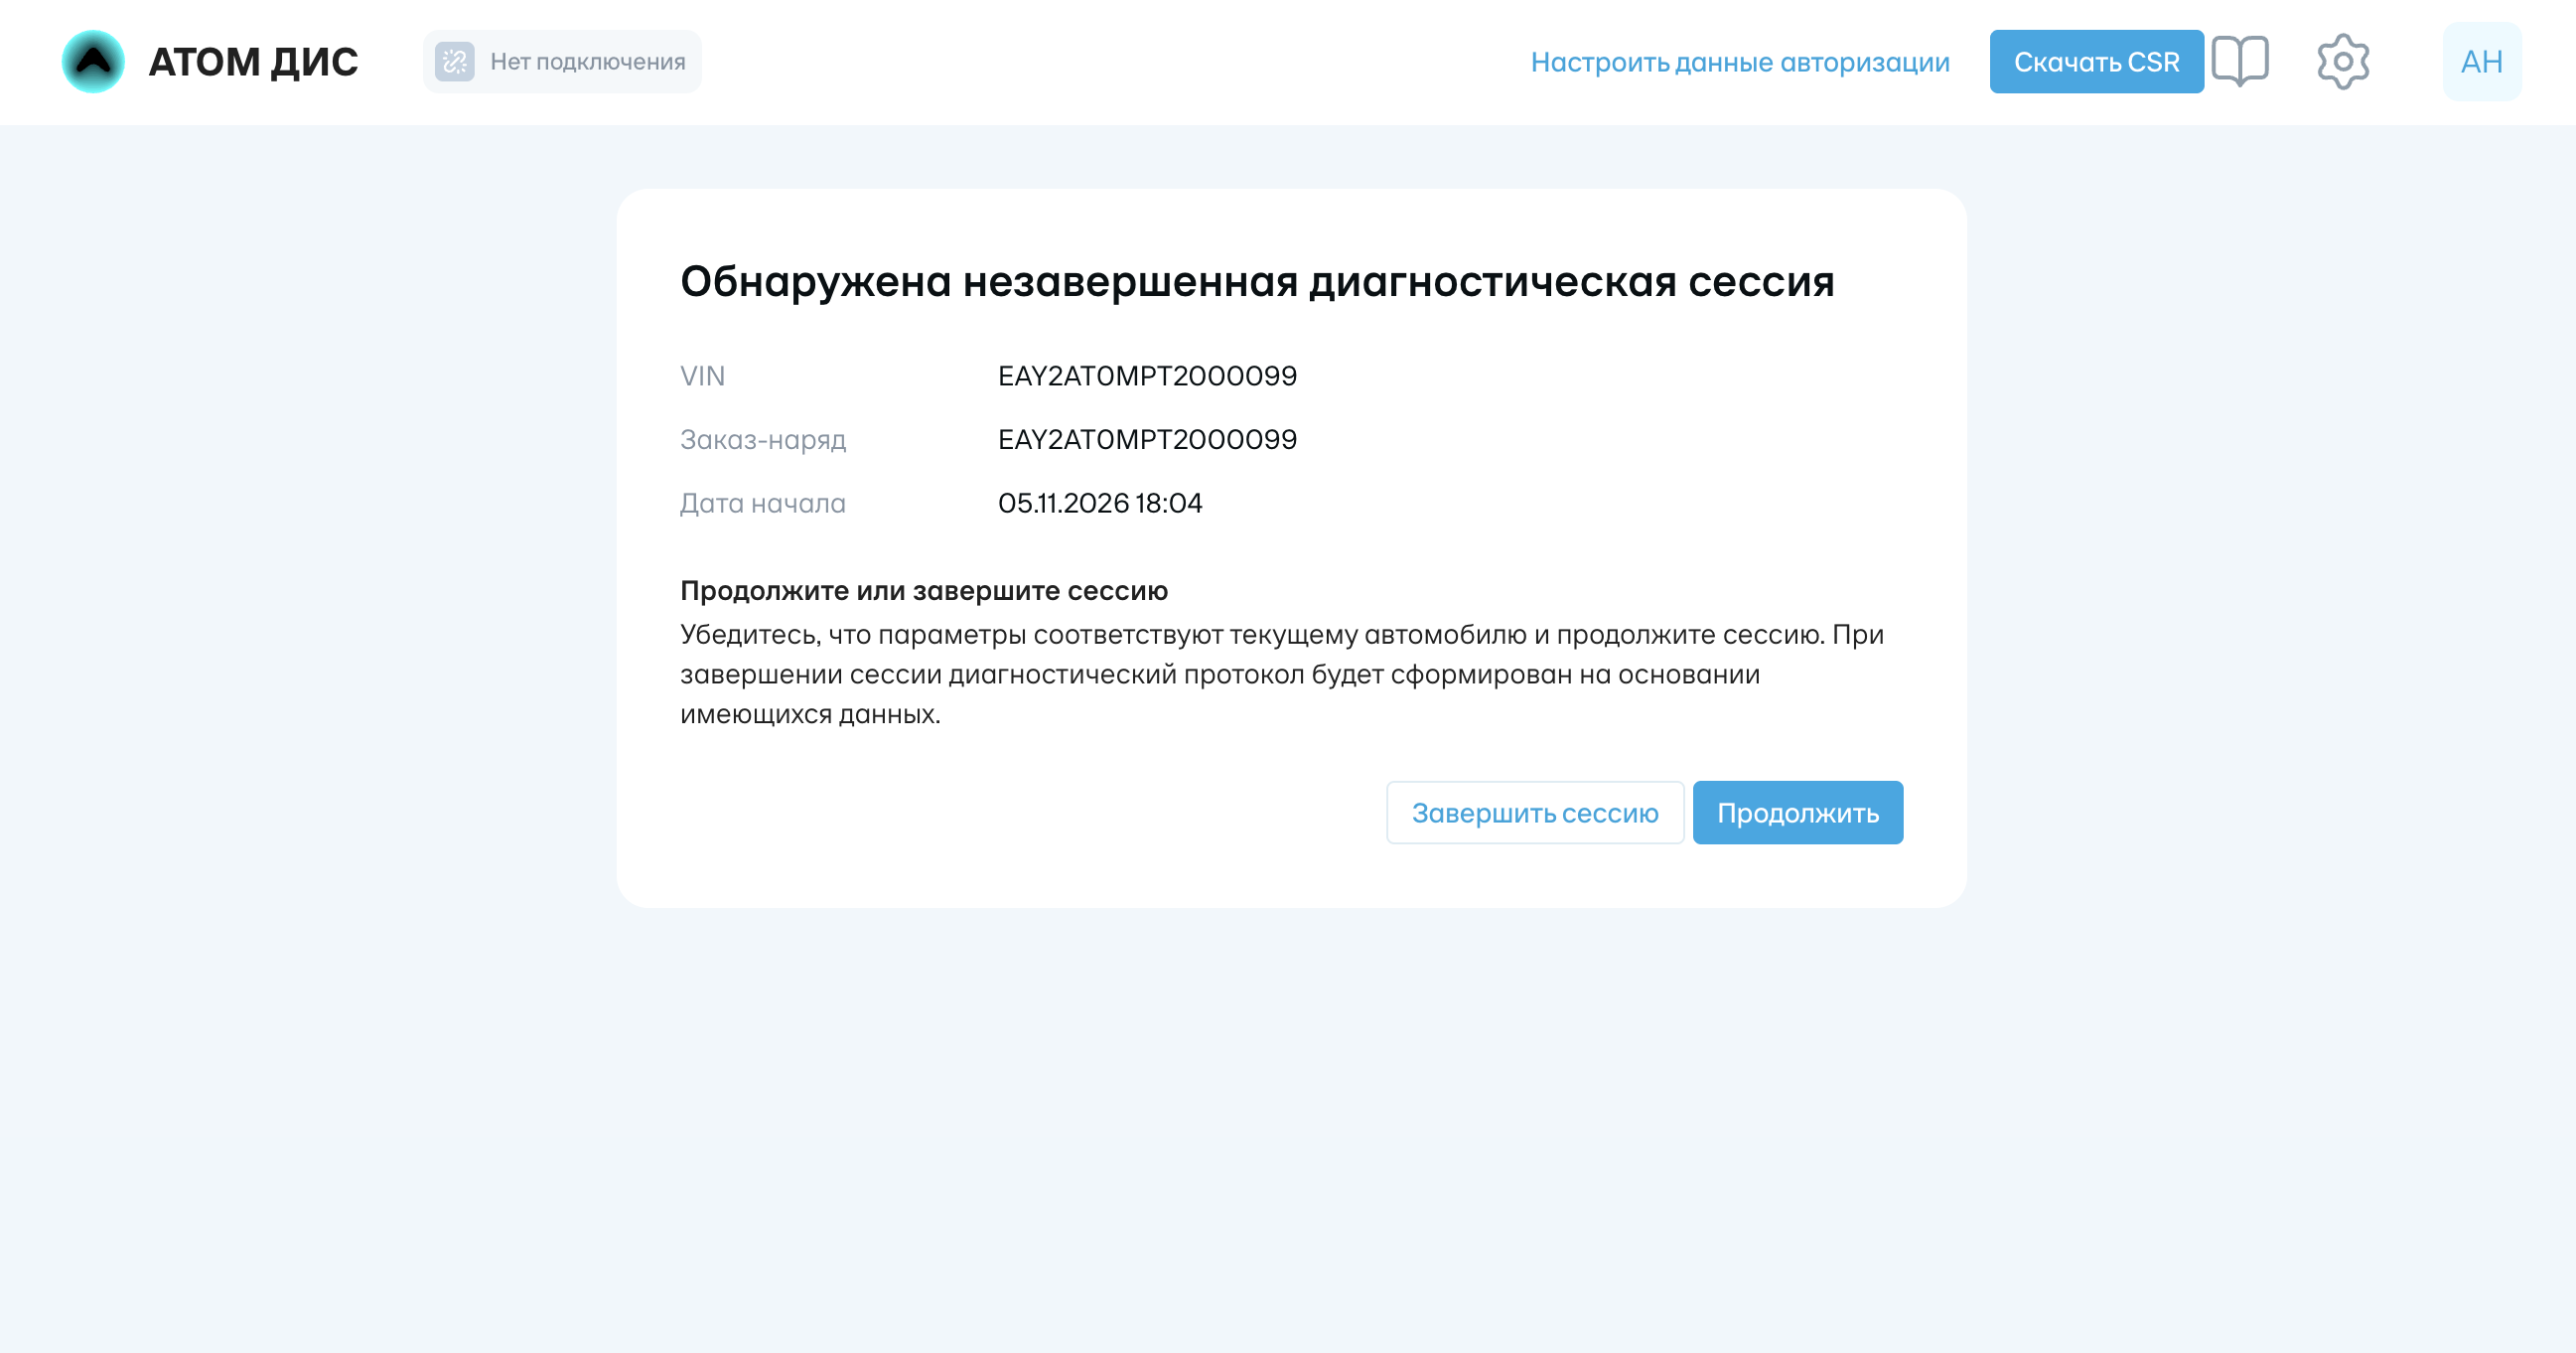 АТОМ ДИС
Нет подключения
Настроить данные авторизации
Скачать CSR
АН
Обнаружена незавершенная диагностическая сессия
VIN EAY2AT0MPT2000099
Заказ-наряд EAY2AT0MPT2000099
Дата начала 05.11.2026 18:04
Продолжите или завершите сессию
Убедитесь, что параметры соответствуют текущему автомобилю и продолжите сессию. При
завершении сессии диагностический протокол будет сформирован на основании
имеющихся данных.
Завершить сессию
Продолжить